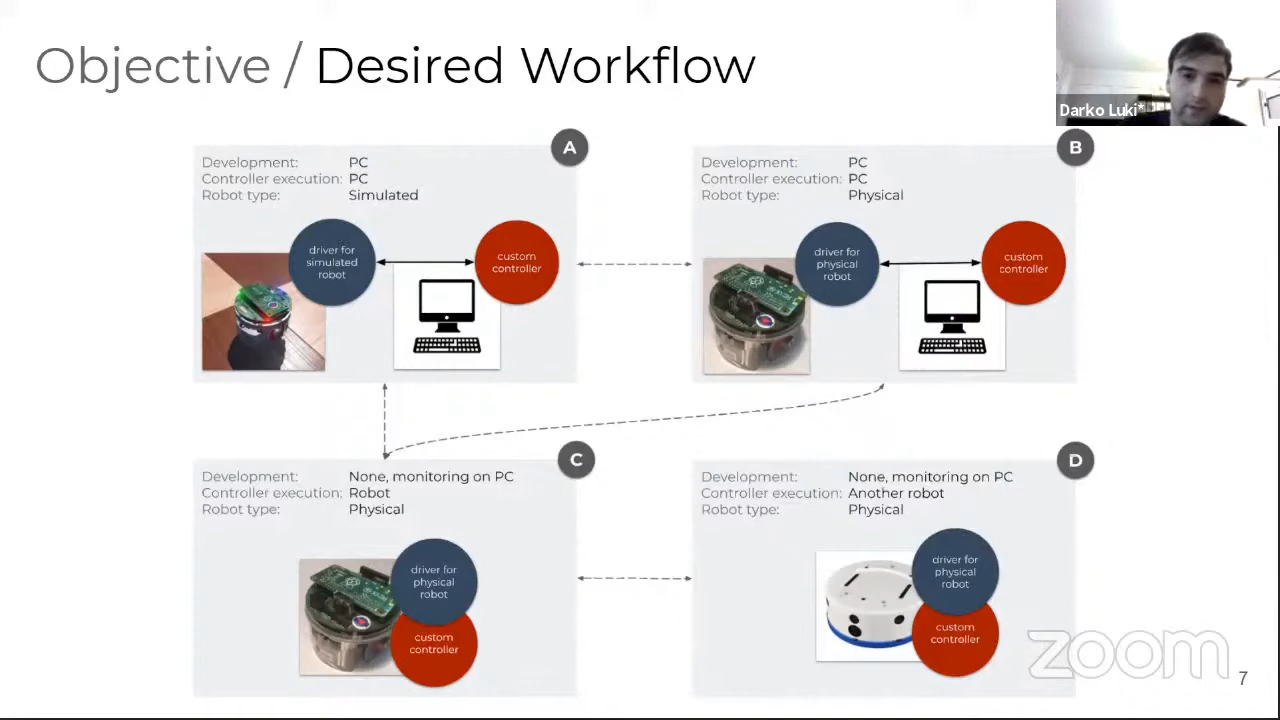 Objective / Desired Workflow
Darko Luki*
A
Development: PC
Controller execution: PC
Robot type: Simulated
driver for
simulated
robot
custom
controller
B
Development: PC
Controller execution: PC
Robot type: Physical
driver for
physical
robot
custom
controller
C
Development: None, monitoring on PC
Controller execution: Robot
Robot type: Physical
driver for
physical
robot
custom
controller
D
Development: None, monitoring on PC
Controller execution: Another robot
Robot type: Physical
driver for
physical
robot
custom
controller
zoom
7